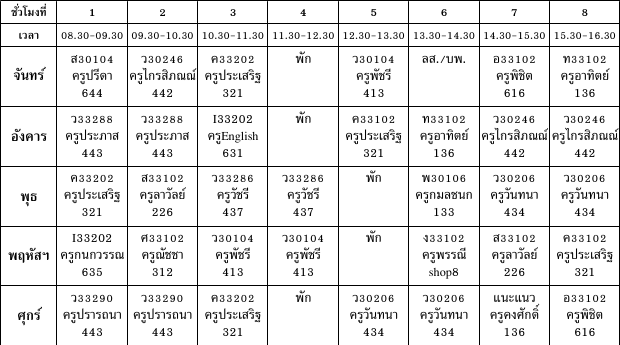 ชั่วโมงที่ 1 2 3 4 5 6 7 8
เวลา 08.30-09.30 09.30-10.30 10.30-11.30 11.30-12.30 12.30-13.30 13.30-14.30 14.30-15.30 15.30-16.30
ส30104 ว30246 ค33202 พัก ว30104 ลส./บพ. อ33102 ท33102
จันทร์ ครูปรีดา ครูไกรสิภณณ์ ครูประเสริฐ ครูพัชรี ครูพิชิต ครูอาทิตย์
644 442 321 413 616 136
ว33288 ว33288 I33202 พัก ค33102 ท33102 ว30246 ว30246
อังคาร ครูประภาส ครูประภาส ครูEnglish ครูประเสริฐ ครูอาทิตย์ ครูไกรสิภณณ์ ครูไกรสิภณณ์
443 443 631 321 136 442 442
ค33202 ส33102 ว33286 ว33286 พัก พ30106 ว30206 ว30206
พุธ ครูประเสริฐ ครูลาวัลย์ ครูวัชรี ครูวัชรี ครูกมลชนก ครูวันทนา ครูวันทนา
321 226 437 437 133 434 434
I33202 ศ33102 ว30104 ว30104 พัก ง33102 ส33102 ค33102
พฤหัสฯ ครูกนกวรรณ ครูณัชชา ครูพัชรี ครูพัชรี ครูพรรณี ครูลาวัลย์ ครูประเสริฐ
635 312 413 413 shop8 226 321
ว33290 ว33290 ค33202 พัก ว30206 ว30206 แนะแนว อ33102
ศุกร์ ครูปรารถนา ครูปรารถนา ครูประเสริฐ ครูวันทนา ครูวันทนา ครูคงศักดิ์ ครูพิชิต
443 443 321 434 434 136 616